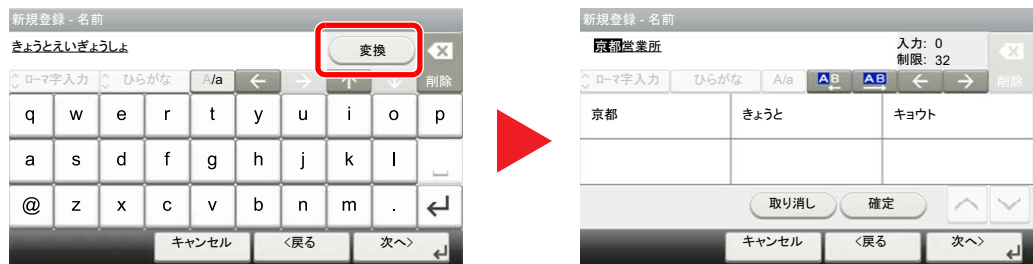 新規登録 - 名前
きょうとえいぎょうしょ
変換
ローマ字入力 ひらがな A/a ← → ↑ ↓ 削除
q w e r t y u i o p
a s d f g h j k l
@ z x c v b n m .
キャンセル <戻る 次へ>
新規登録 - 名前
京都営業所
入力: 0
制限: 32
ローマ字入力 ひらがな A/a AB AB ← → 削除
京都 きょうと キョウト
取り消し 確定
キャンセル <戻る 次へ>